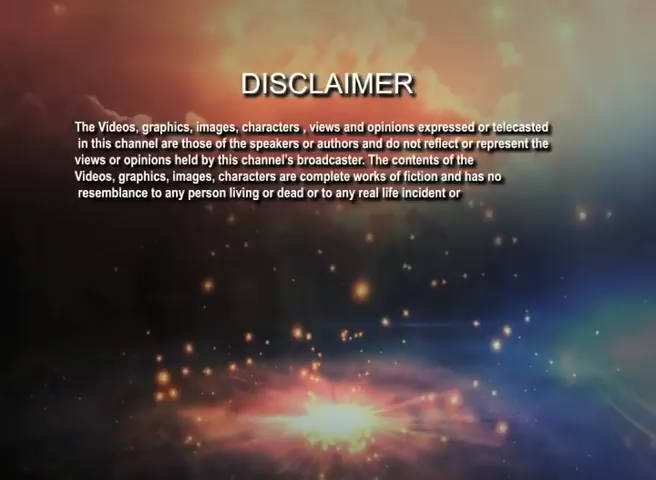 DISCLAIMER
The Videos, graphics, images, characters , views and opinions expressed or telecasted
in this channel are those of the speakers or authors and do not reflect or represent the
views or opinions held by this channel's broadcaster. The contents of the
Videos, graphics, images, characters are complete works of fiction and has no
resemblance to any person living or dead or to any real life incident or